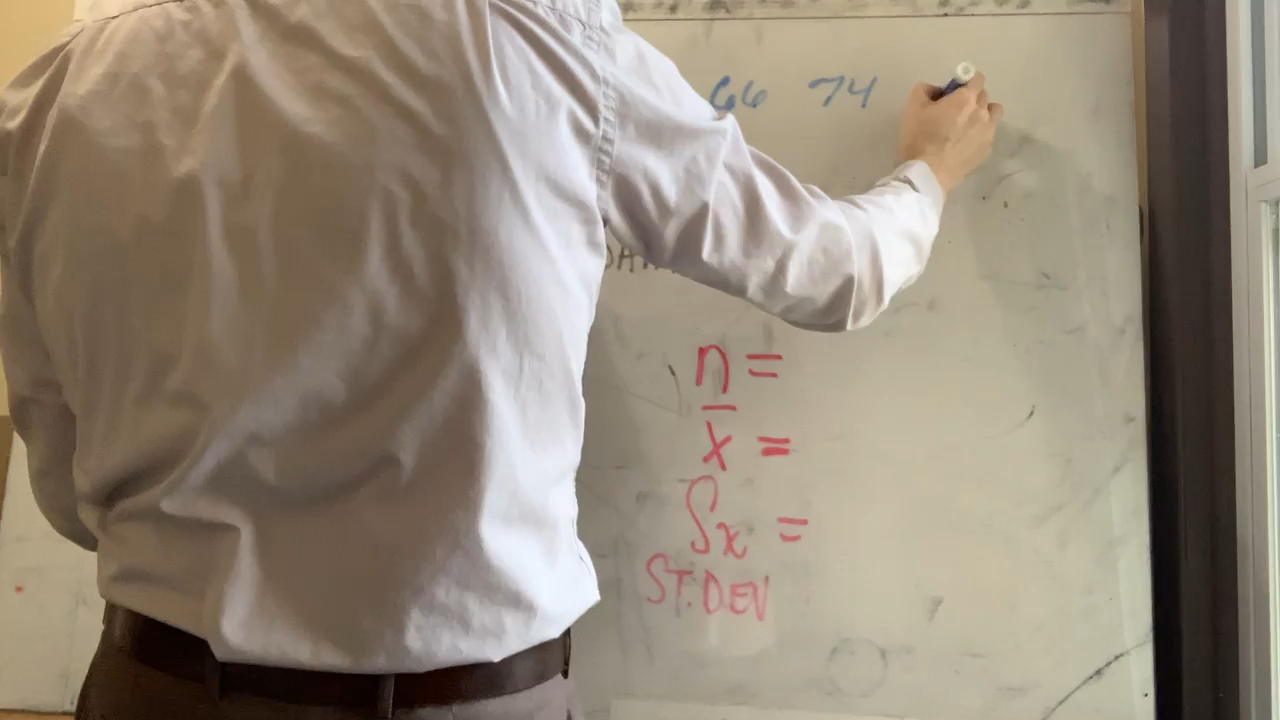 66 74
n =
x̄ =
Sx =
ST. DEV